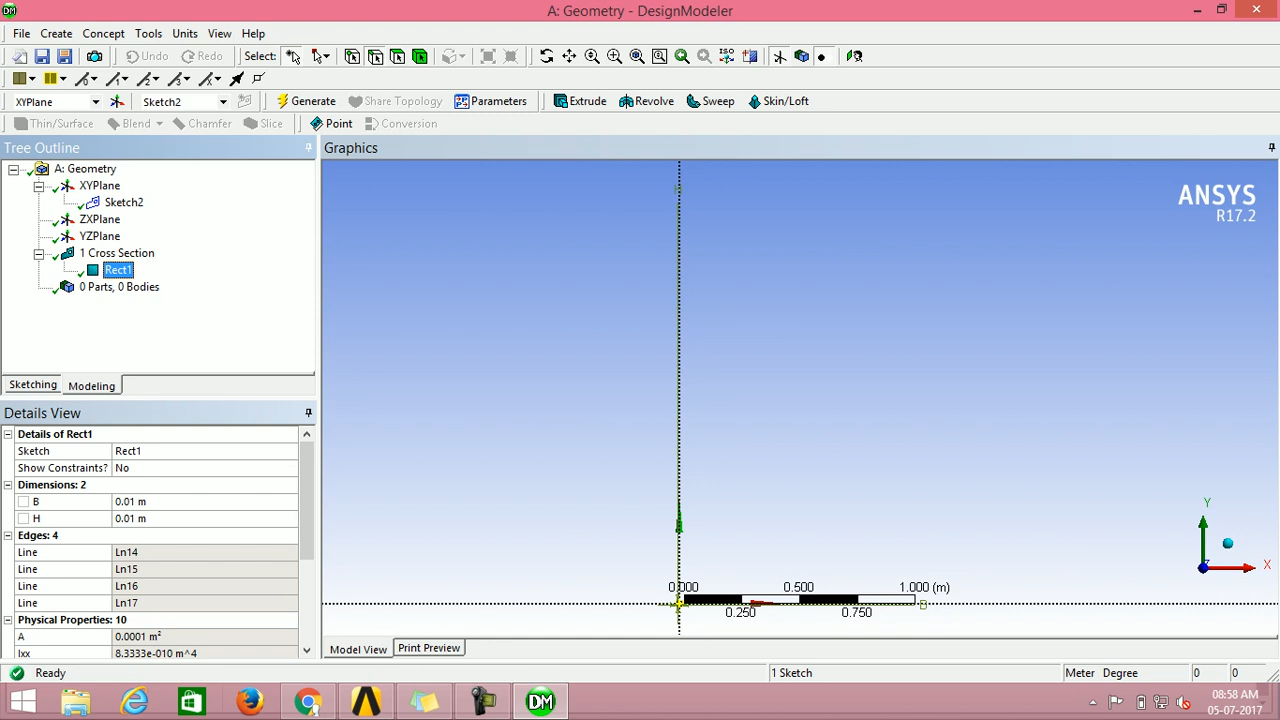 DM
A: Geometry - DesignModeler
File Create Concept Tools Units View Help
Undo Redo Select: ISO
XYPlane Sketch2 Generate Share Topology Parameters Extrude Revolve Sweep Skin/Loft
Thin/Surface Blend Chamfer Slice Point Conversion
Tree Outline
A: Geometry
XYPlane
Sketch2
ZXPlane
YZPlane
1 Cross Section
Rect1
0 Parts, 0 Bodies
Sketching Modeling
Details View
Details of Rect1
Sketch Rect1
Show Constraints? No
Dimensions: 2
B 0.01 m
H 0.01 m
Edges: 4
Line Ln14
Line Ln15
Line Ln16
Line Ln17
Physical Properties: 10
A 0.0001 m²
Ixx 8.3333e-010 m^4
Graphics
ANSYS
R17.2
H
0.000 0.500 1.000 (m)
B
0.250 0.750
Y
X
Model View Print Preview
Ready 1 Sketch Meter Degree 0 0
DM
08:58 AM
05-07-2017